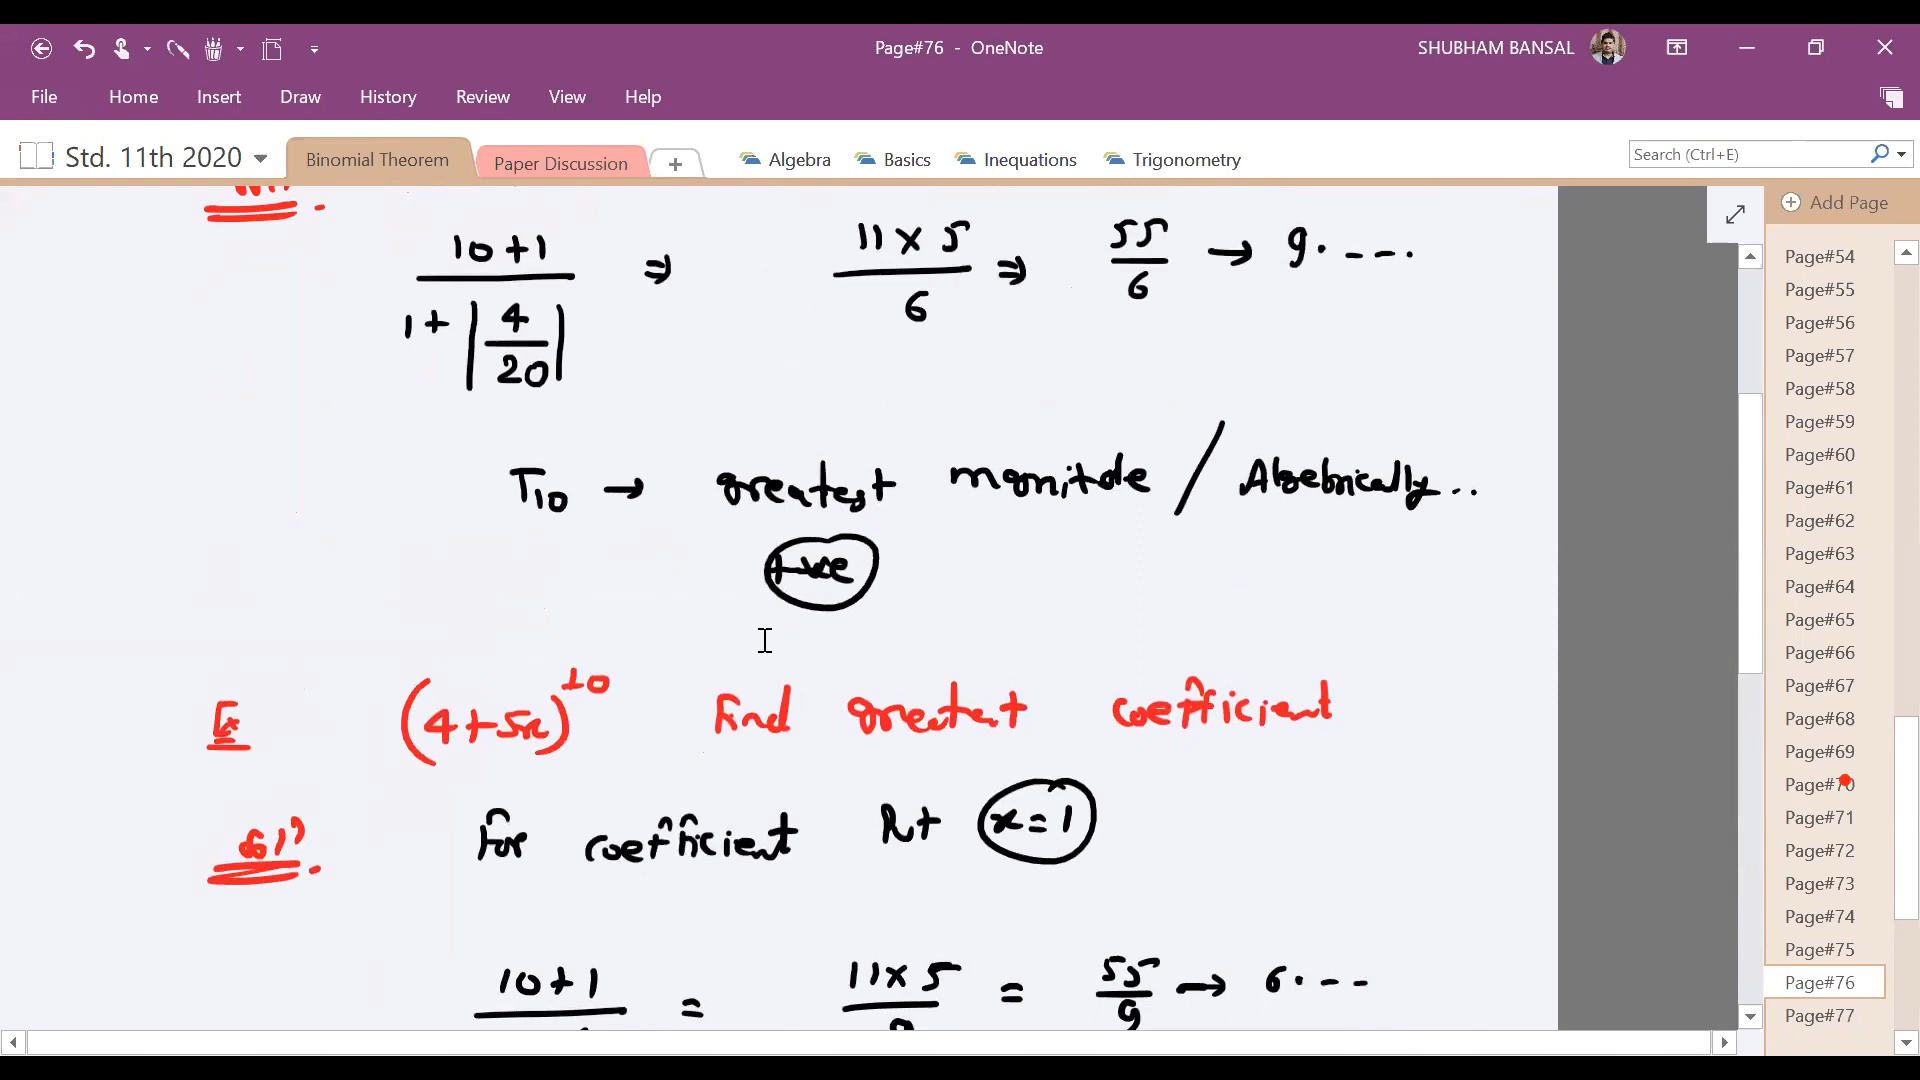 Page#76 - OneNote
SHUBHAM BANSAL
File Home Insert Draw History Review View Help
Std. 11th 2020
Binomial Theorem
Paper Discussion
Algebra
Basics
Inequations
Trigonometry
Search (Ctrl+E)
Add Page
10+1 / 1+|4/20| ⇒ 11×5 / 6 ⇒ 55/6 → 9. ---.
T10 → greatest magnitude / Algebrically..
+ve
Ex (4+5x)^10 Find greatest coefficient
Sol?. For coefficient Put x=1
10+1 = 11×5 = 55/9 → 6. --
Page#54
Page#55
Page#56
Page#57
Page#58
Page#59
Page#60
Page#61
Page#62
Page#63
Page#64
Page#65
Page#66
Page#67
Page#68
Page#69
Page#70
Page#71
Page#72
Page#73
Page#74
Page#75
Page#76
Page#77